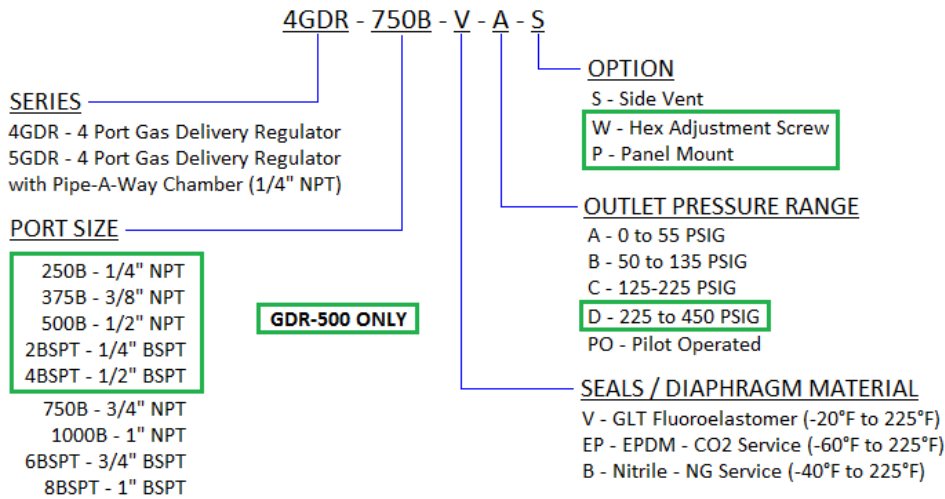 4GDR - 750B - V - A - S
SERIES
4GDR - 4 Port Gas Delivery Regulator
5GDR - 4 Port Gas Delivery Regulator
with Pipe-A-Way Chamber (1/4" NPT)
PORT SIZE
250B - 1/4" NPT
375B - 3/8" NPT
500B - 1/2" NPT
2BSPT - 1/4" BSPT
4BSPT - 1/2" BSPT
750B - 3/4" NPT
1000B - 1" NPT
6BSPT - 3/4" BSPT
8BSPT - 1" BSPT
GDR-500 ONLY
OPTION
S - Side Vent
W - Hex Adjustment Screw
P - Panel Mount
OUTLET PRESSURE RANGE
A - 0 to 55 PSIG
B - 50 to 135 PSIG
C - 125-225 PSIG
D - 225 to 450 PSIG
PO - Pilot Operated
SEALS / DIAPHRAGM MATERIAL
V - GLT Fluoroelastomer (-20°F to 225°F)
EP - EPDM - CO2 Service (-60°F to 225°F)
B - Nitrile - NG Service (-40°F to 225°F)